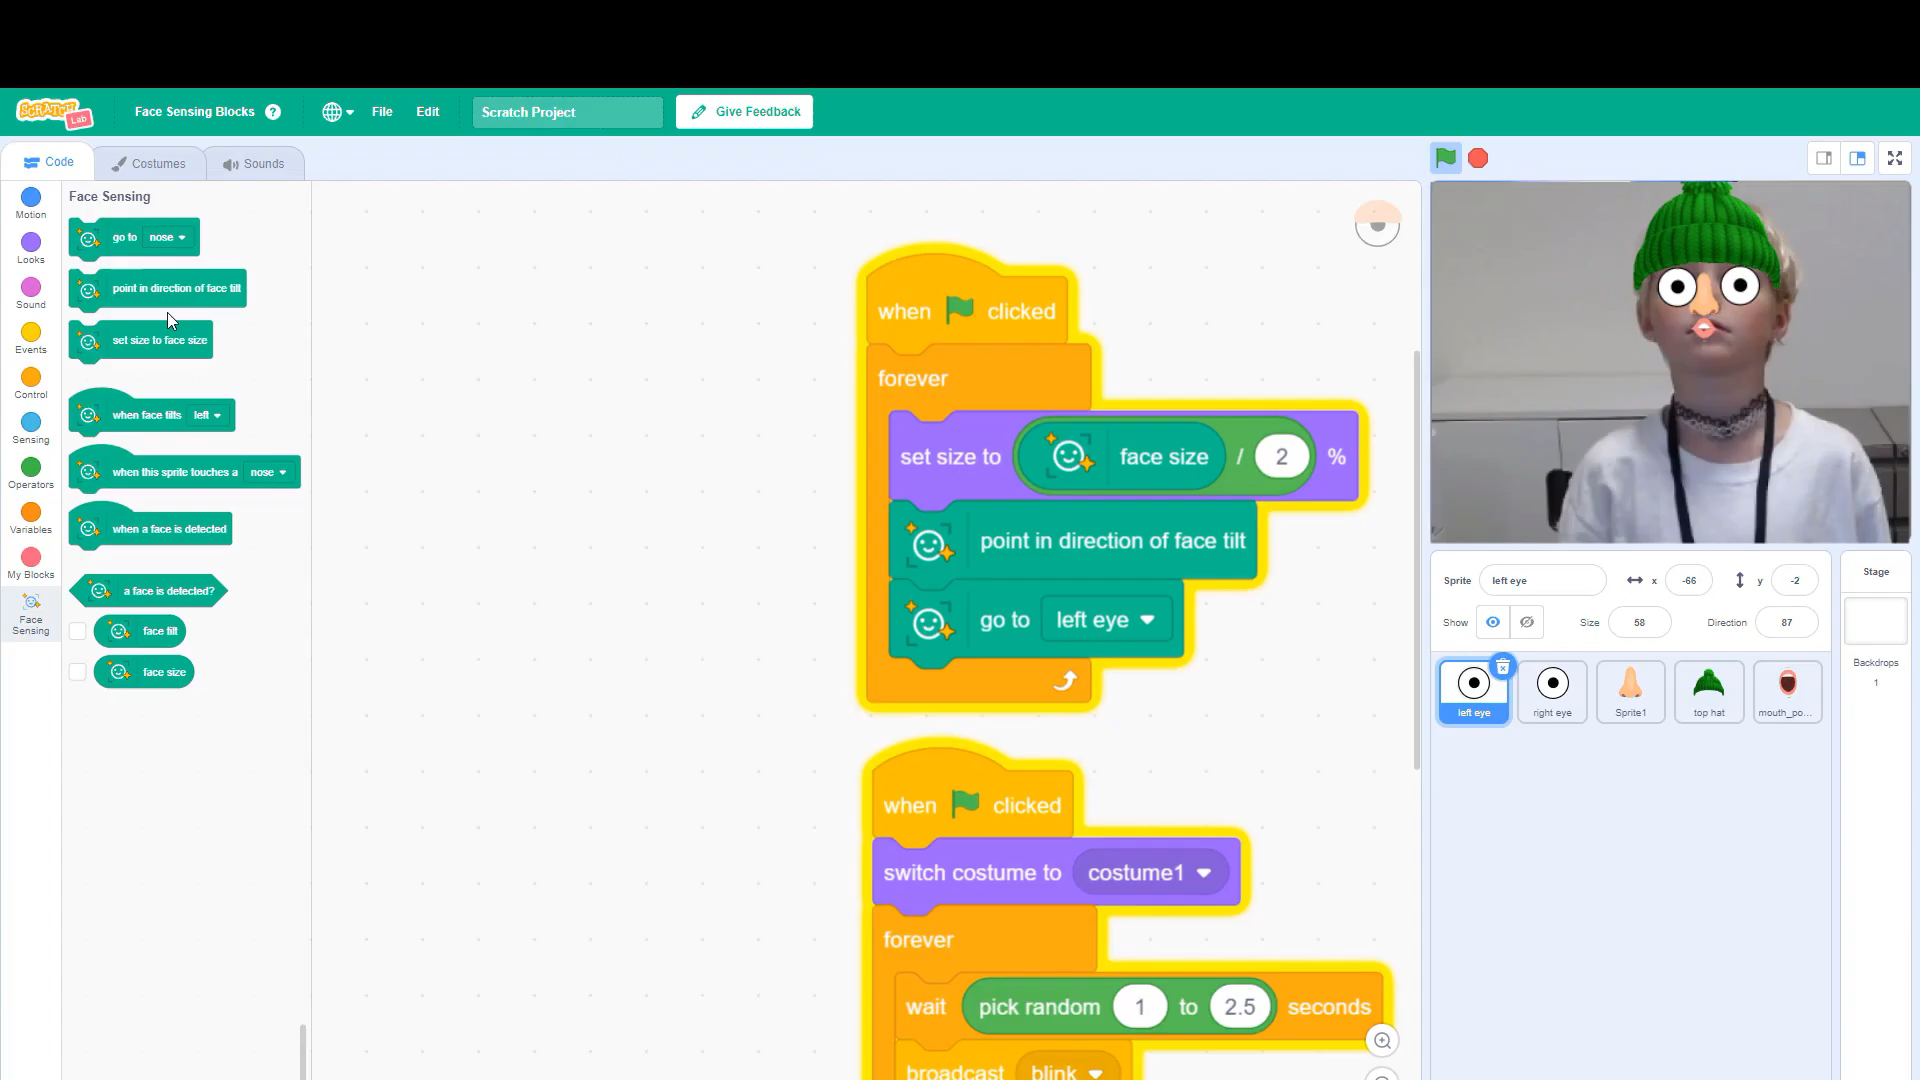 SCRATCH Lab
Face Sensing Blocks ?
File
Edit
Scratch Project
Give Feedback
Code
Costumes
Sounds
Motion
Looks
Sound
Events
Control
Sensing
Operators
Variables
My Blocks
Face Sensing
Face Sensing
go to nose
point in direction of face tilt
set size to face size
when face tilts left
when this sprite touches a nose
when a face is detected
a face is detected?
face tilt
face size
when clicked
forever
set size to face size / 2 %
point in direction of face tilt
go to left eye
when clicked
switch costume to costume1
forever
wait pick random 1 to 2.5 seconds
broadcast blink
Sprite left eye x -66 y -2
Show Size 58 Direction 87
left eye
right eye
Sprite1
top hat
mouth_po...
Stage
Backdrops
1